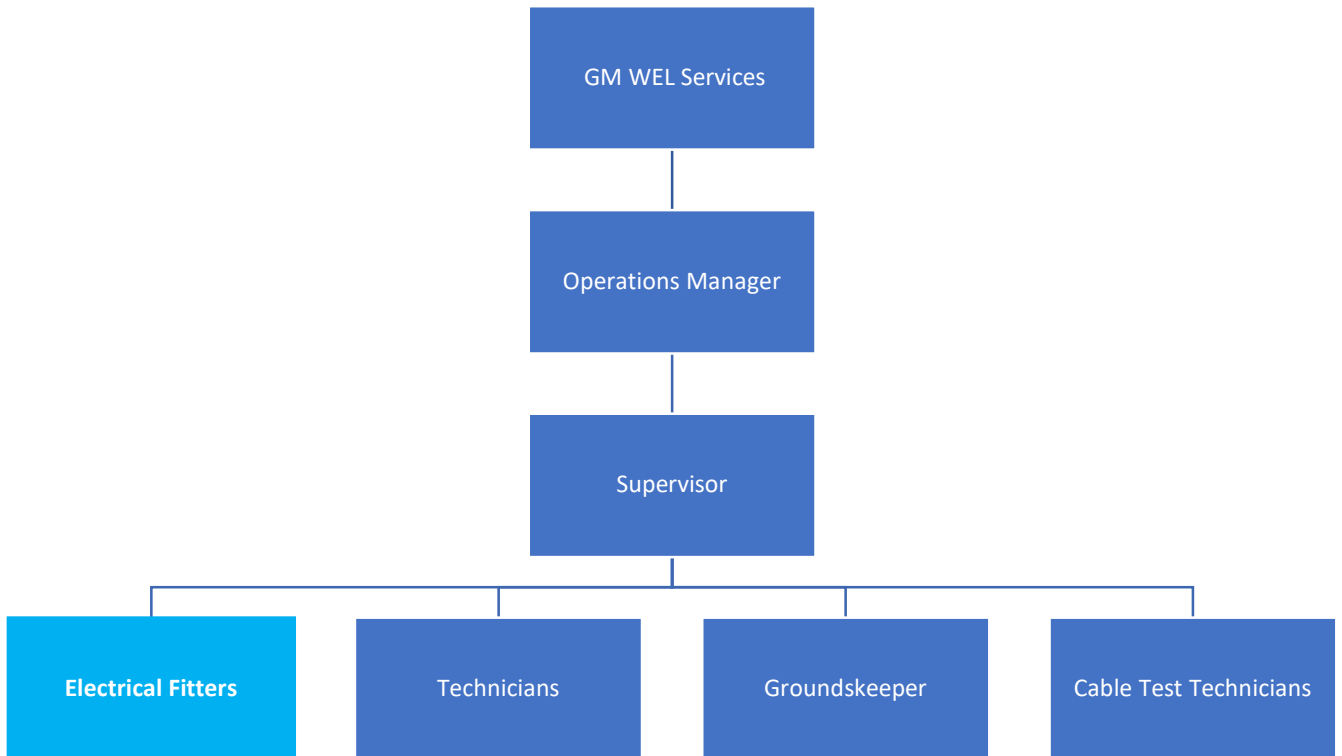 GM WEL Services
Operations Manager
Supervisor
Electrical Fitters
Technicians
Groundskeeper
Cable Test Technicians